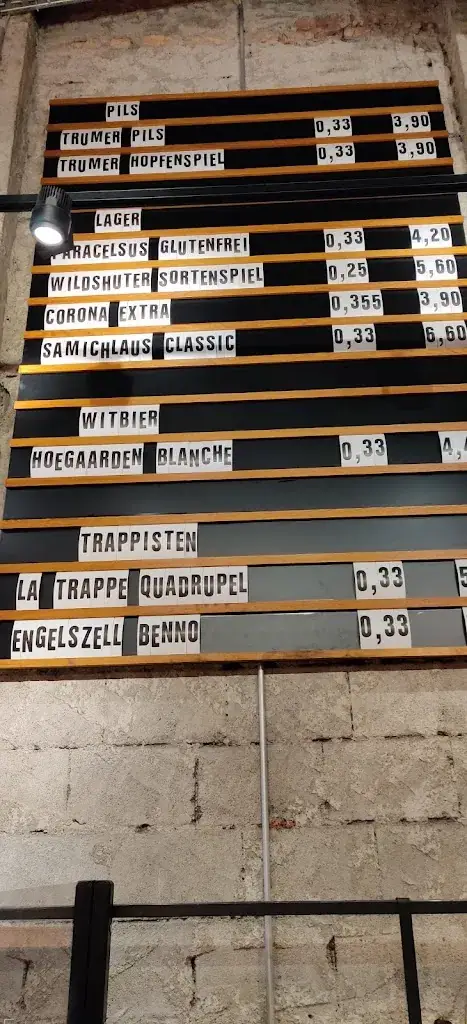 PILS
TRUMER PILS 0,33 3,90
TRUMER HOPFENSPIEL 0,33 3,90
LAGER
PARACELSUS GLUTENFREI 0,33 4,20
WILDSHUTER SORTENSPIEL 0,25 5,60
CORONA EXTRA 0,355 3,90
SAMICHLAUS CLASSIC 0,33 6,60
WITBIER
HOEGAARDEN BLANCHE 0,33 4,
TRAPPISTEN
LA TRAPPE QUADRUPEL 0,33 5
ENGELSZELL BENNO 0,33